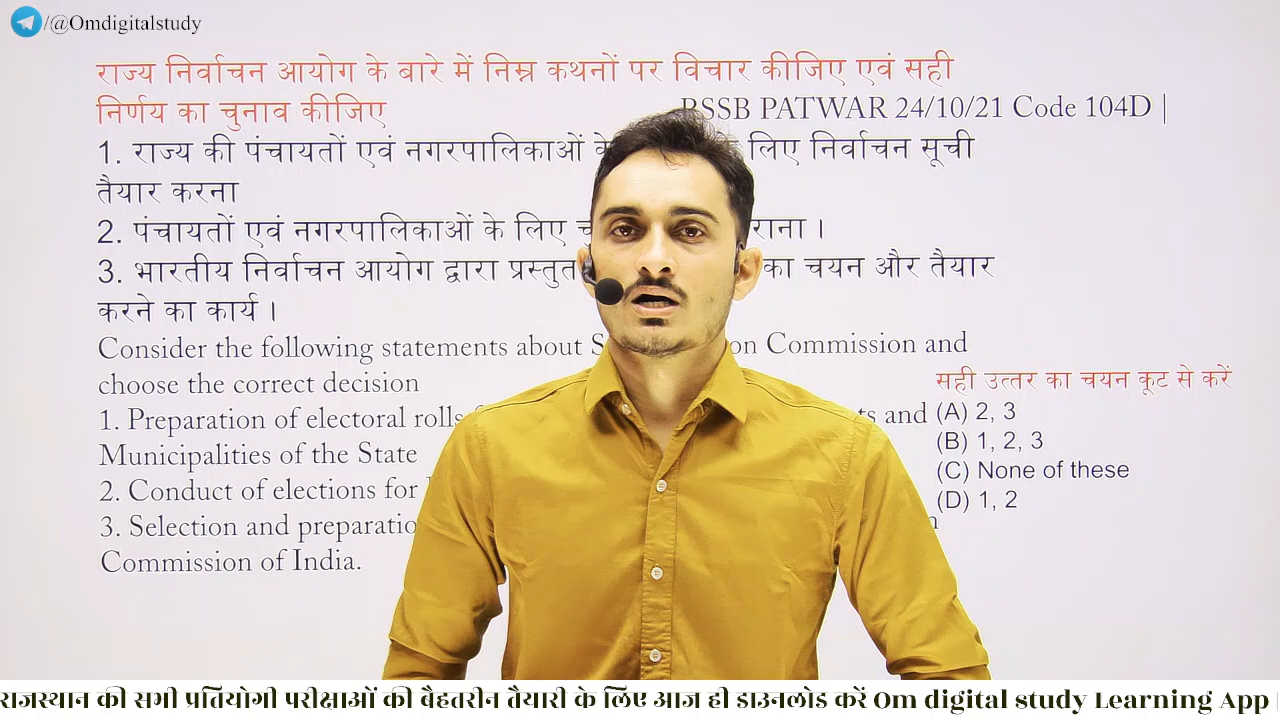 /@Omdigitalstudy
राज्य निर्वाचन आयोग के बारे में निम्न कथनों पर विचार कीजिए एवं सही
निर्णय का चुनाव कीजिए RSSB PATWAR 24/10/21 Code 104D |
1. राज्य की पंचायतों एवं नगरपालिकाओं के लिए निर्वाचन सूची
तैयार करना
2. पंचायतों एवं नगरपालिकाओं के लिए
3. भारतीय निर्वाचन आयोग द्वारा प्रस्तुत का चयन और तैयार
करने का कार्य ।
Consider the following statements about Commission and
choose the correct decision
1. Preparation of electoral rolls and
Municipalities of the State
2. Conduct of elections for
3. Selection and
Commission of India.
सही उत्तर का चयन कूट से करें
(A) 2, 3
(B) 1, 2, 3
(C) None of these
(D) 1, 2
राजस्थान की सभी प्रतियोगी परीक्षाओं की बेहतरीन तैयारी के लिए आज ही डाउनलोड करें Om digital study Learning App |